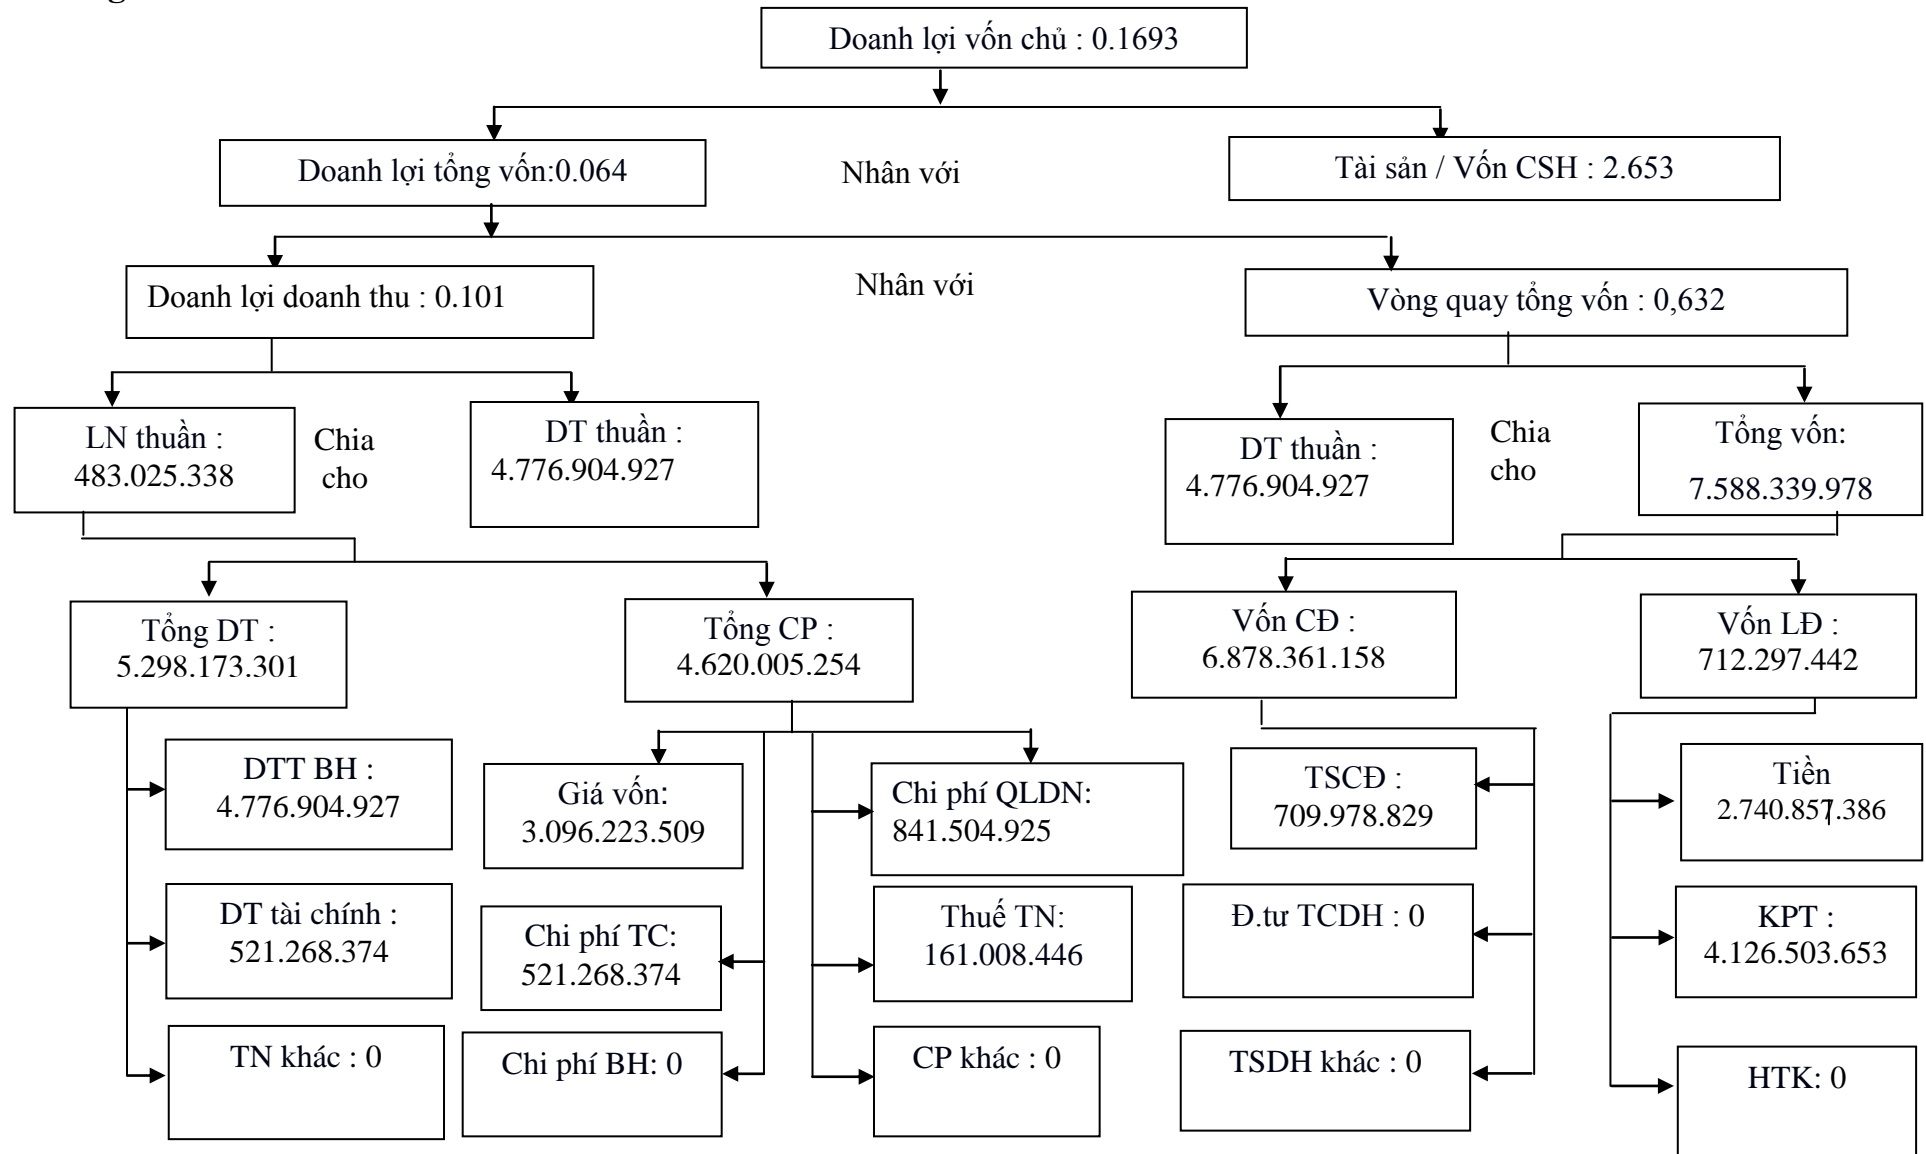 Doanh lợi vốn chủ : 0.1693
Doanh lợi tổng vốn:0.064
Nhân với
Tài sản / Vốn CSH : 2.653
Doanh lợi doanh thu : 0.101
Nhân với
Vòng quay tổng vốn : 0,632
LN thuần :
483.025.338
Chia
cho
DT thuần :
4.776.904.927
DT thuần :
4.776.904.927
Chia
cho
Tổng vốn:
7.588.339.978
Tổng DT :
5.298.173.301
Tổng CP :
4.620.005.254
Vốn CĐ :
6.878.361.158
Vốn LĐ :
712.297.442
DTT BH :
4.776.904.927
Giá vốn:
3.096.223.509
Chi phí QLDN:
841.504.925
TSCĐ :
709.978.829
Tiền
2.740.857.386
DT tài chính :
521.268.374
Chi phí TC:
521.268.374
Thuế TN:
161.008.446
Đ.tư TCDH : 0
KPT :
4.126.503.653
TN khác : 0
Chi phí BH: 0
CP khác : 0
TSDH khác : 0
HTK: 0